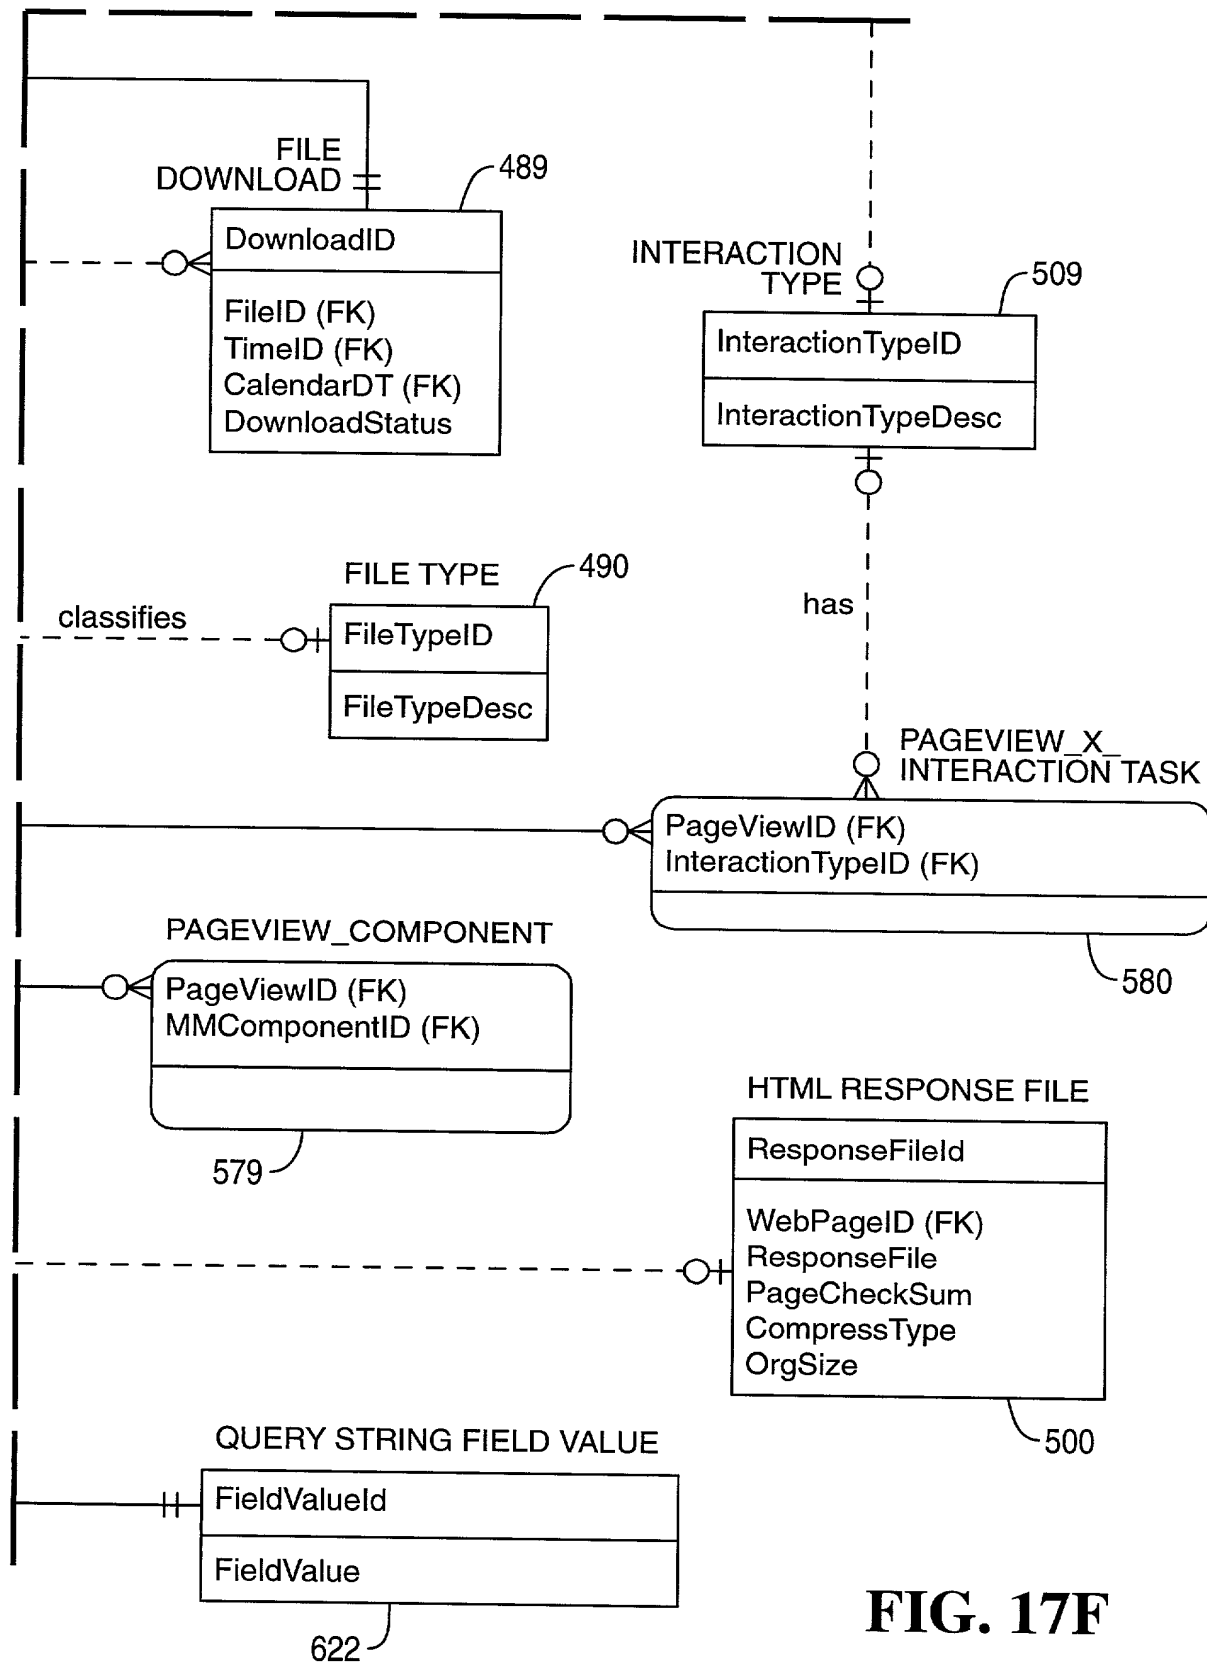 FILE
DOWNLOAD
489
DownloadID
FileID (FK)
TimeID (FK)
CalendarDT (FK)
DownloadStatus
INTERACTION
TYPE
509
InteractionTypeID
InteractionTypeDesc
has
FILE TYPE
490
classifies
FileTypeID
FileTypeDesc
PAGEVIEW_X_
INTERACTION TASK
PageViewID (FK)
InteractionTypeID (FK)
580
PAGEVIEW_COMPONENT
PageViewID (FK)
MMComponentID (FK)
579
HTML RESPONSE FILE
ResponseFileId
WebPageID (FK)
ResponseFile
PageCheckSum
CompressType
OrgSize
500
QUERY STRING FIELD VALUE
FieldValueId
FieldValue
622
FIG. 17F